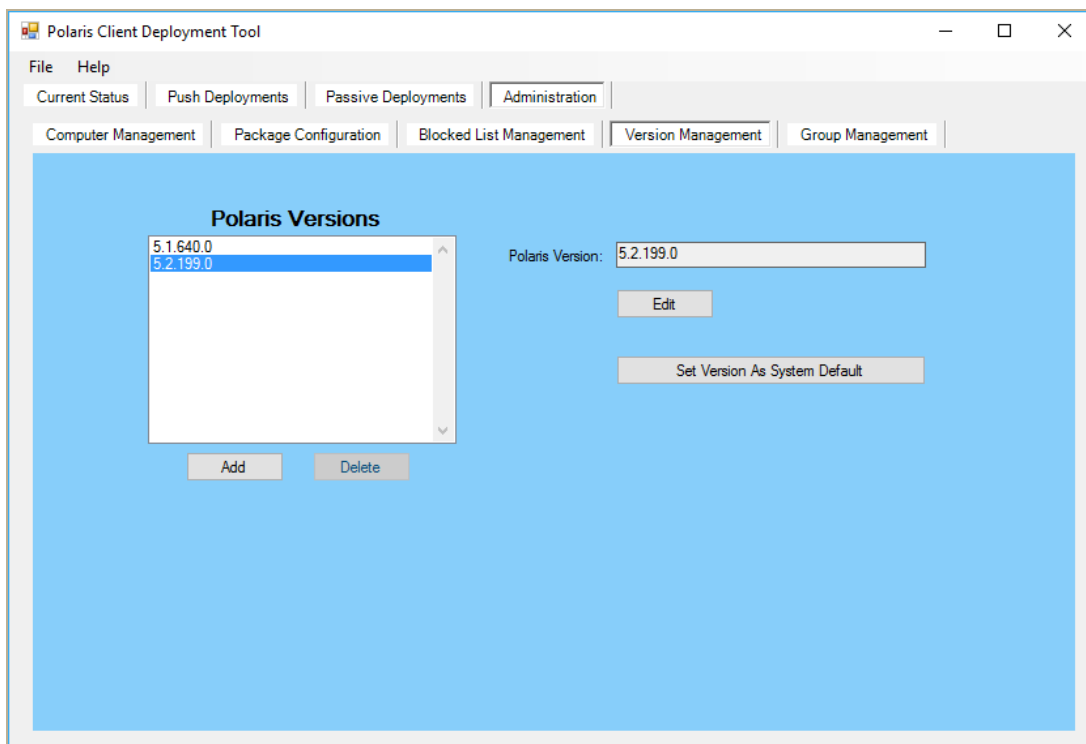 Polaris Client Deployment Tool
File Help
Current Status Push Deployments Passive Deployments Administration
Computer Management Package Configuration Blocked List Management Version Management Group Management
Polaris Versions
5.1.640.0
5.2.199.0
Polaris Version: 5.2.199.0
Edit
Set Version As System Default
Add Delete